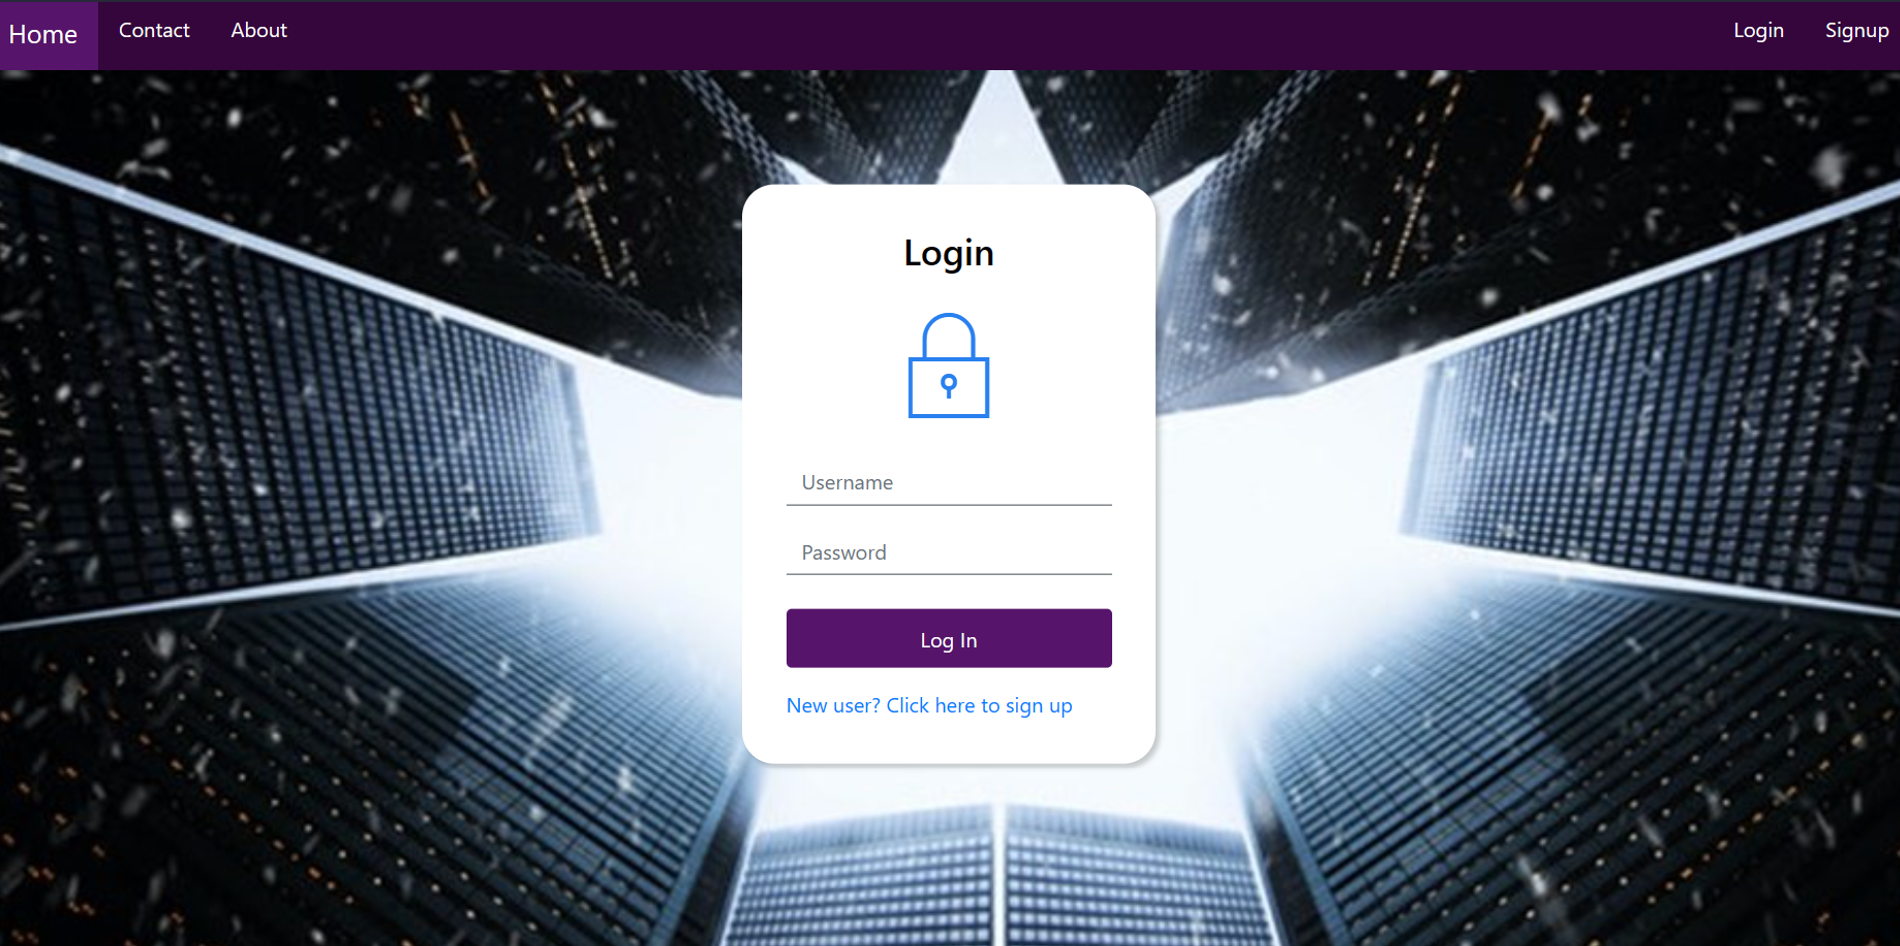 Home Contact About Login Signup
Login
Username
Password
Log In
New user? Click here to sign up